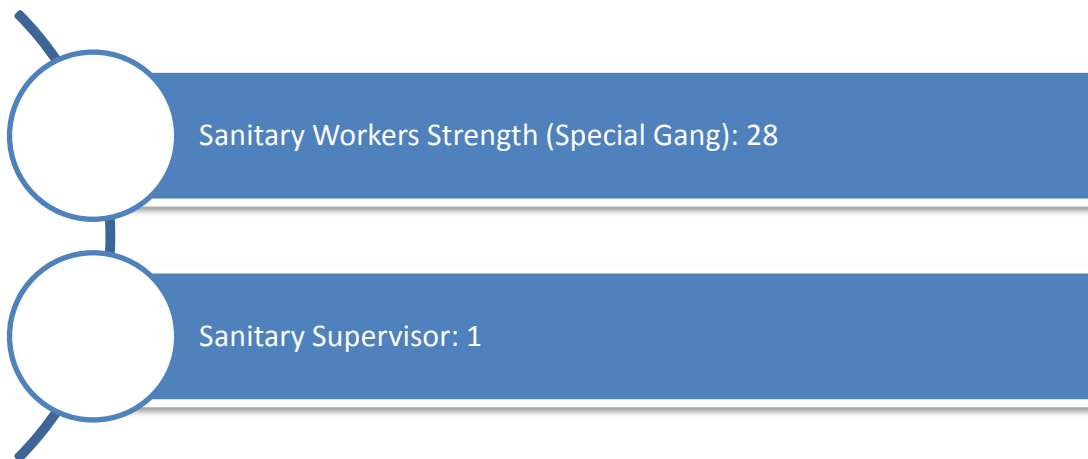 Sanitary Workers Strength (Special Gang): 28
Sanitary Supervisor: 1